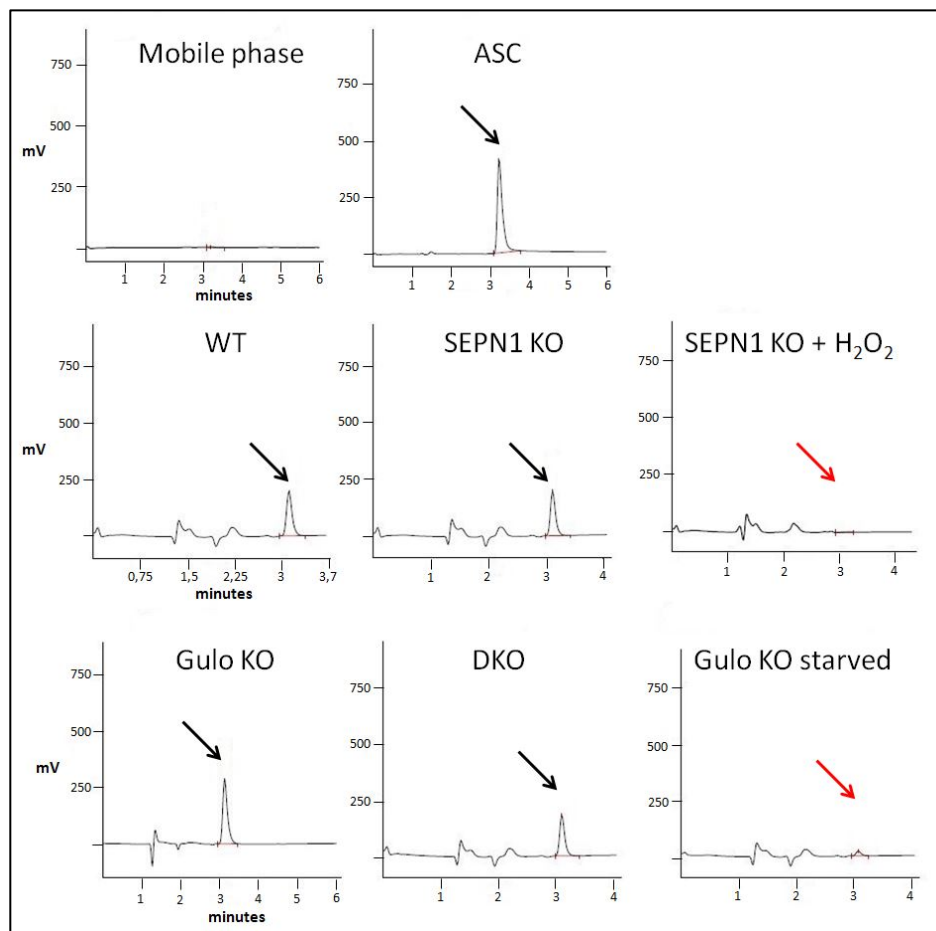 Mobile phase
ASC
750
500
250
mV
1 2 3 4 5 6
minutes
750
500
250
1 2 3 4 5 6
minutes
WT
SEPN1 KO
SEPN1 KO + H₂O₂
750
500
250
mV
0,75 1,5 2,25 3 3,7
minutes
750
500
250
1 2 3 4
750
500
250
1 2 3 4
Gulo KO
DKO
Gulo KO starved
750
500
250
mV
1 2 3 4 5 6
minutes
750
500
250
1 2 3 4
750
500
250
1 2 3 4